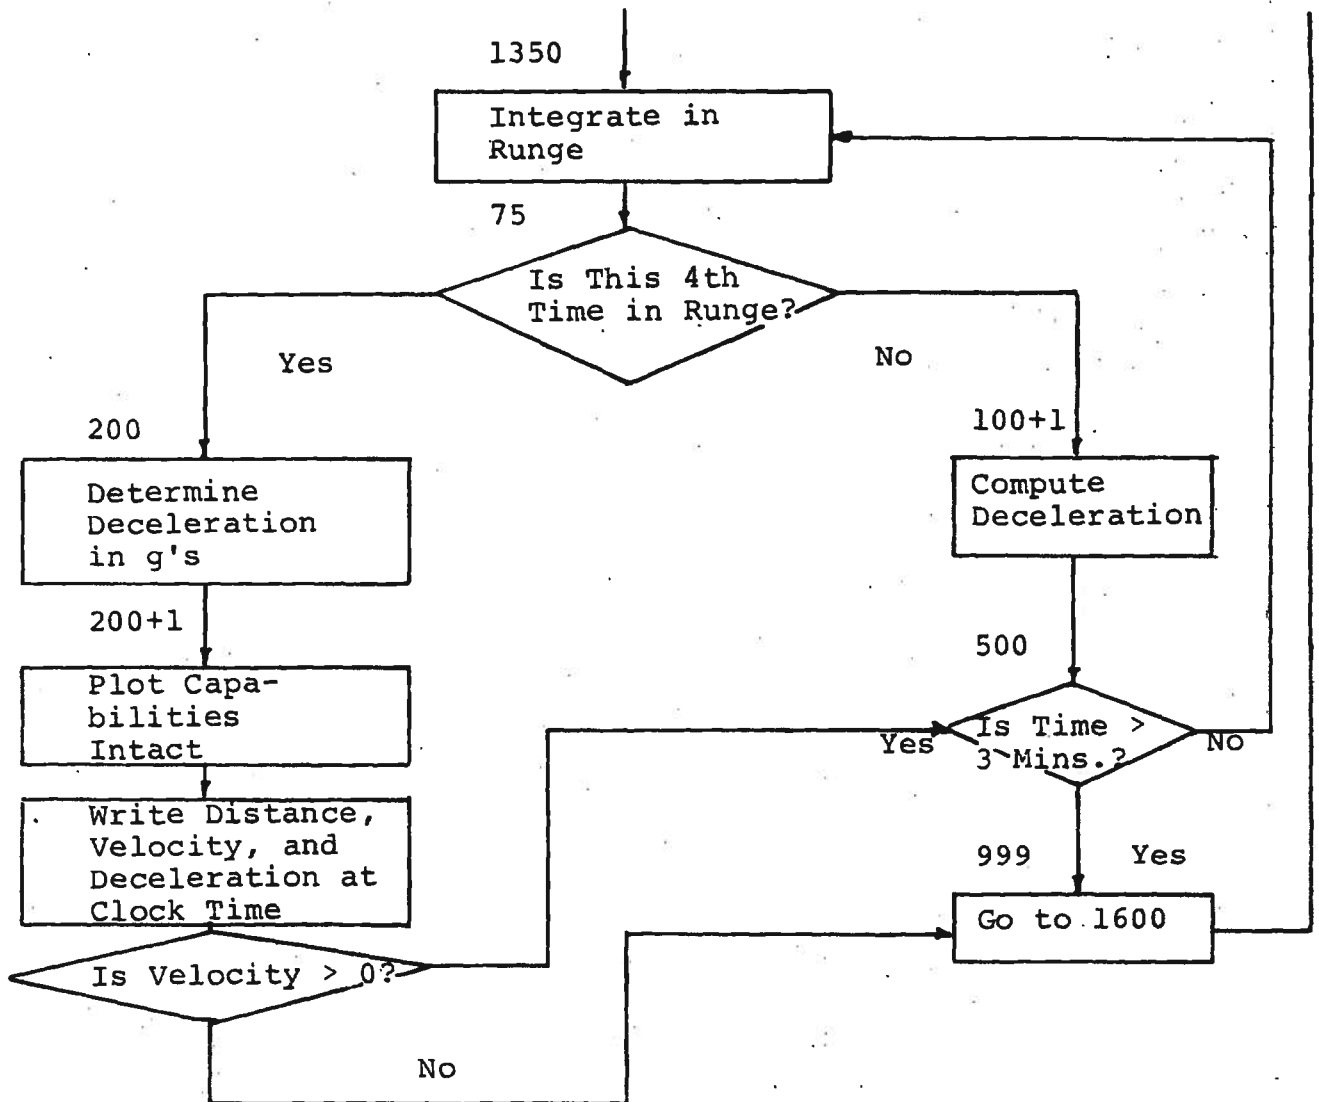 1350
Integrate in
Runge
75
Is This 4th
Time in Runge?
Yes
No
200
100+1
Determine
Deceleration
in g's
Compute
Deceleration
200+1
500
Plot Capa-
bilities
Intact
Is Time >
3 Mins.?
Yes
No
Write Distance,
Velocity, and
Deceleration at
Clock Time
999
Yes
Go to 1600
Is Velocity > 0?
No